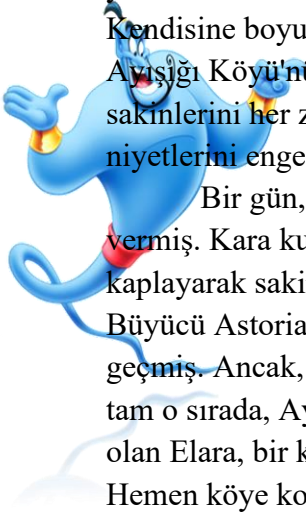 Kendisine boyu
Ayışığı Köyü'nü
sakinlerini her z
niyetlerini enge
Bir gün,
vermiş. Kara ku
kaplayarak saki
Büyücü Astoria
geçmiş. Ancak,
tam o sırada, Ay
olan Elara, bir k
Hemen köye ko